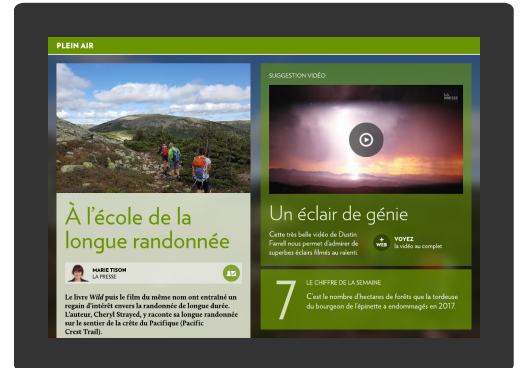 PLEIN AIR
À l'école de la
longue randonnée
MARIE TISON
LA PRESSE
Le livre Wild puis le film du même nom ont entraîné un
regain d'intérêt envers la randonnée de longue durée.
L'auteur, Cheryl Strayed, y raconte sa longue randonnée
sur le sentier de la crête du Pacifique (Pacific
Crest Trail).
SUGGESTION VIDÉO
LA
PRESSE
Un éclair de génie
Cette très belle vidéo de Dustin
Farrell nous permet d'admirer de
superbes éclairs filmés au ralenti.
+
WEB
VOYEZ
la vidéo au complet
7
LE CHIFFRE DE LA SEMAINE
C'est le nombre d'hectares de forêts que la tordeuse
du bourgeon de l'épinette a endommagés en 2017.